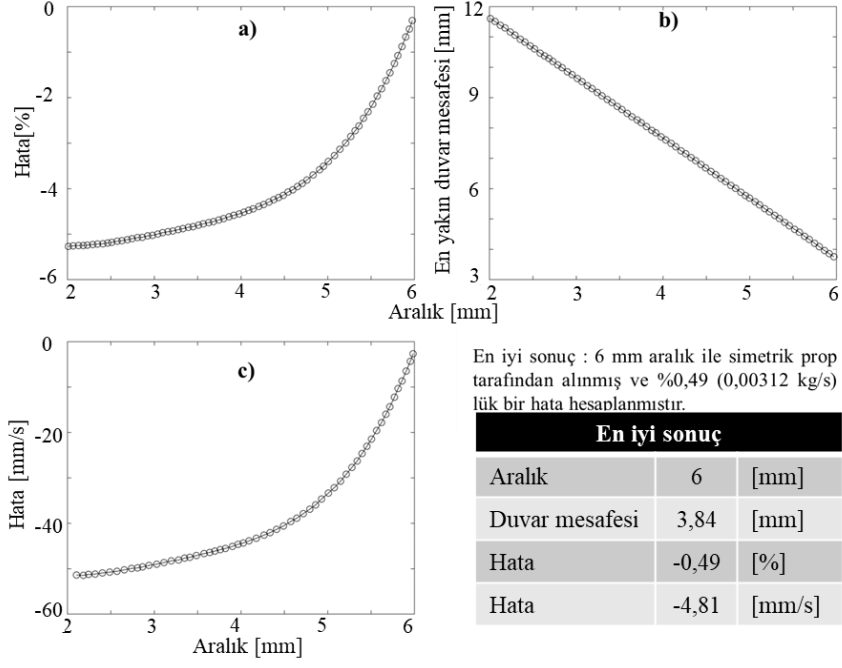 a)
Hata[%]
0
-2
-4
-6
2 3 4 5 6
b)
En yakın duvar mesafesi [mm]
12
9
6
3
2 3 4 5 6
Aralık [mm]
c)
Hata [mm/s]
0
-20
-40
-60
2 3 4 5 6
Aralık [mm]
En iyi sonuç : 6 mm aralık ile simetrik prop
tarafından alınmış ve %0,49 (0,00312 kg/s)
lük bir hata hesaplanmıştır.
En iyi sonuç
Aralık 6 [mm]
Duvar mesafesi 3,84 [mm]
Hata -0,49 [%]
Hata -4,81 [mm/s]